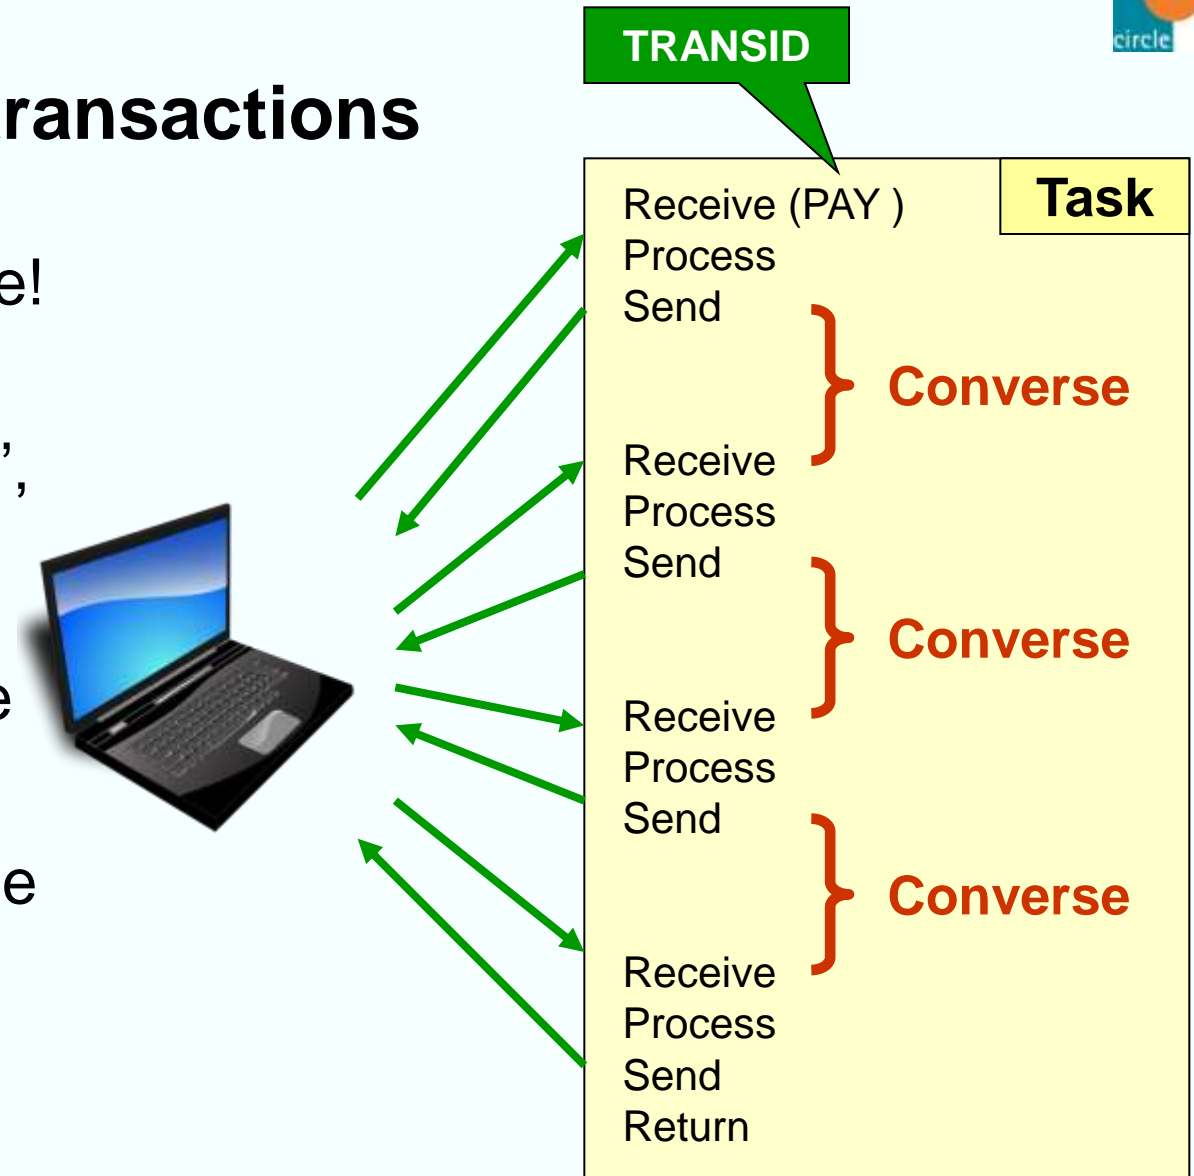 circle
TRANSID
ransactions
Receive (PAY )
Task
Process
e!
Send
Converse
,
Receive
,
Process
Send
Converse
e
Receive
Process
Send
e
Converse
Receive
Process
Send
Return